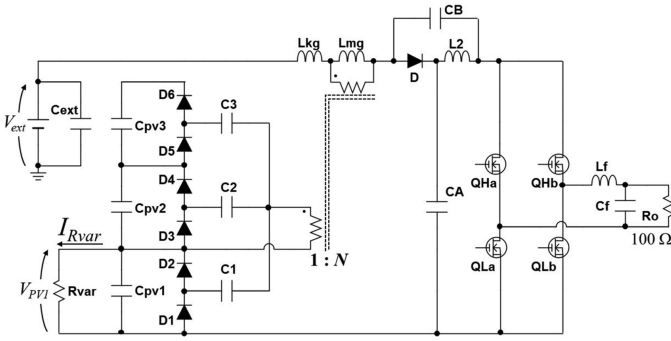 CB
Lkg
Lmg
L2
D
D6
C3
Vext
Cext
Cpv3
D5
D4
C2
QHa
QHb
Lf
Cpv2
CA
Cf
Ro
IRvar
D3
1 : N
100 Ω
D2
C1
QLa
QLb
VPV1
Rvar
Cpv1
D1